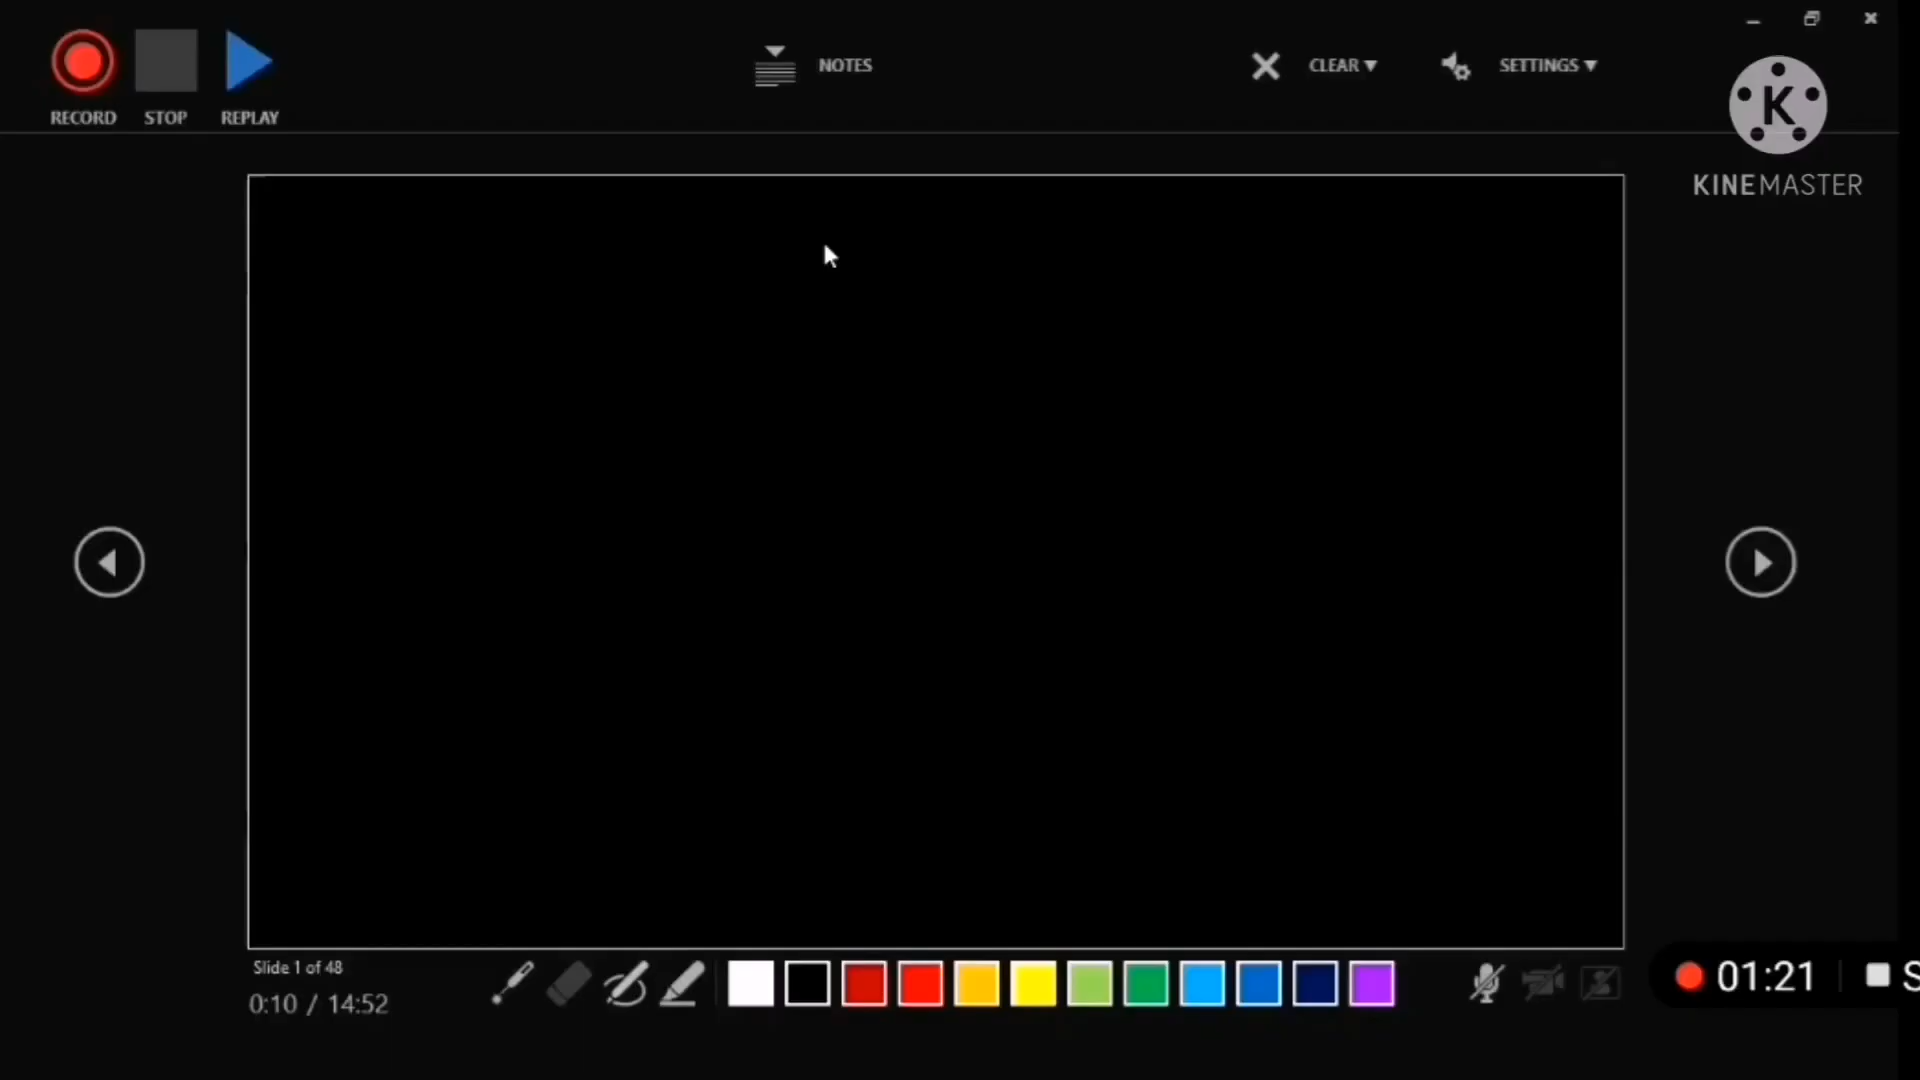 RECORD STOP REPLAY
NOTES
CLEAR
SETTINGS
K
KINEMASTER
Slide 1 of 48
0:10 / 14:52
01:21
S